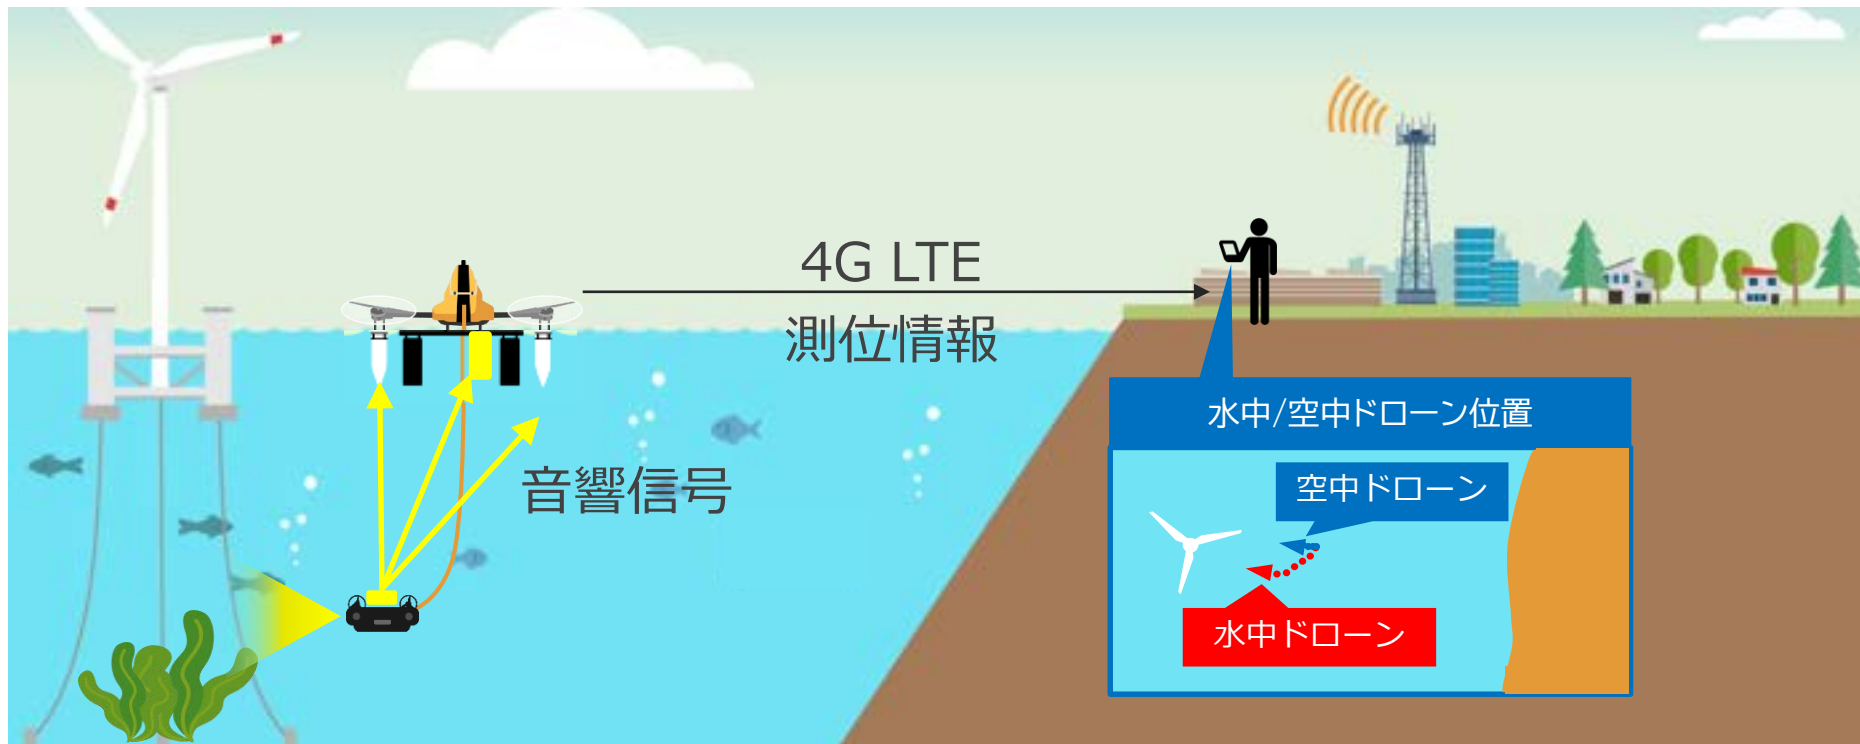 4G LTE
測位情報
音響信号
水中/空中ドローン位置
空中ドローン
水中ドローン